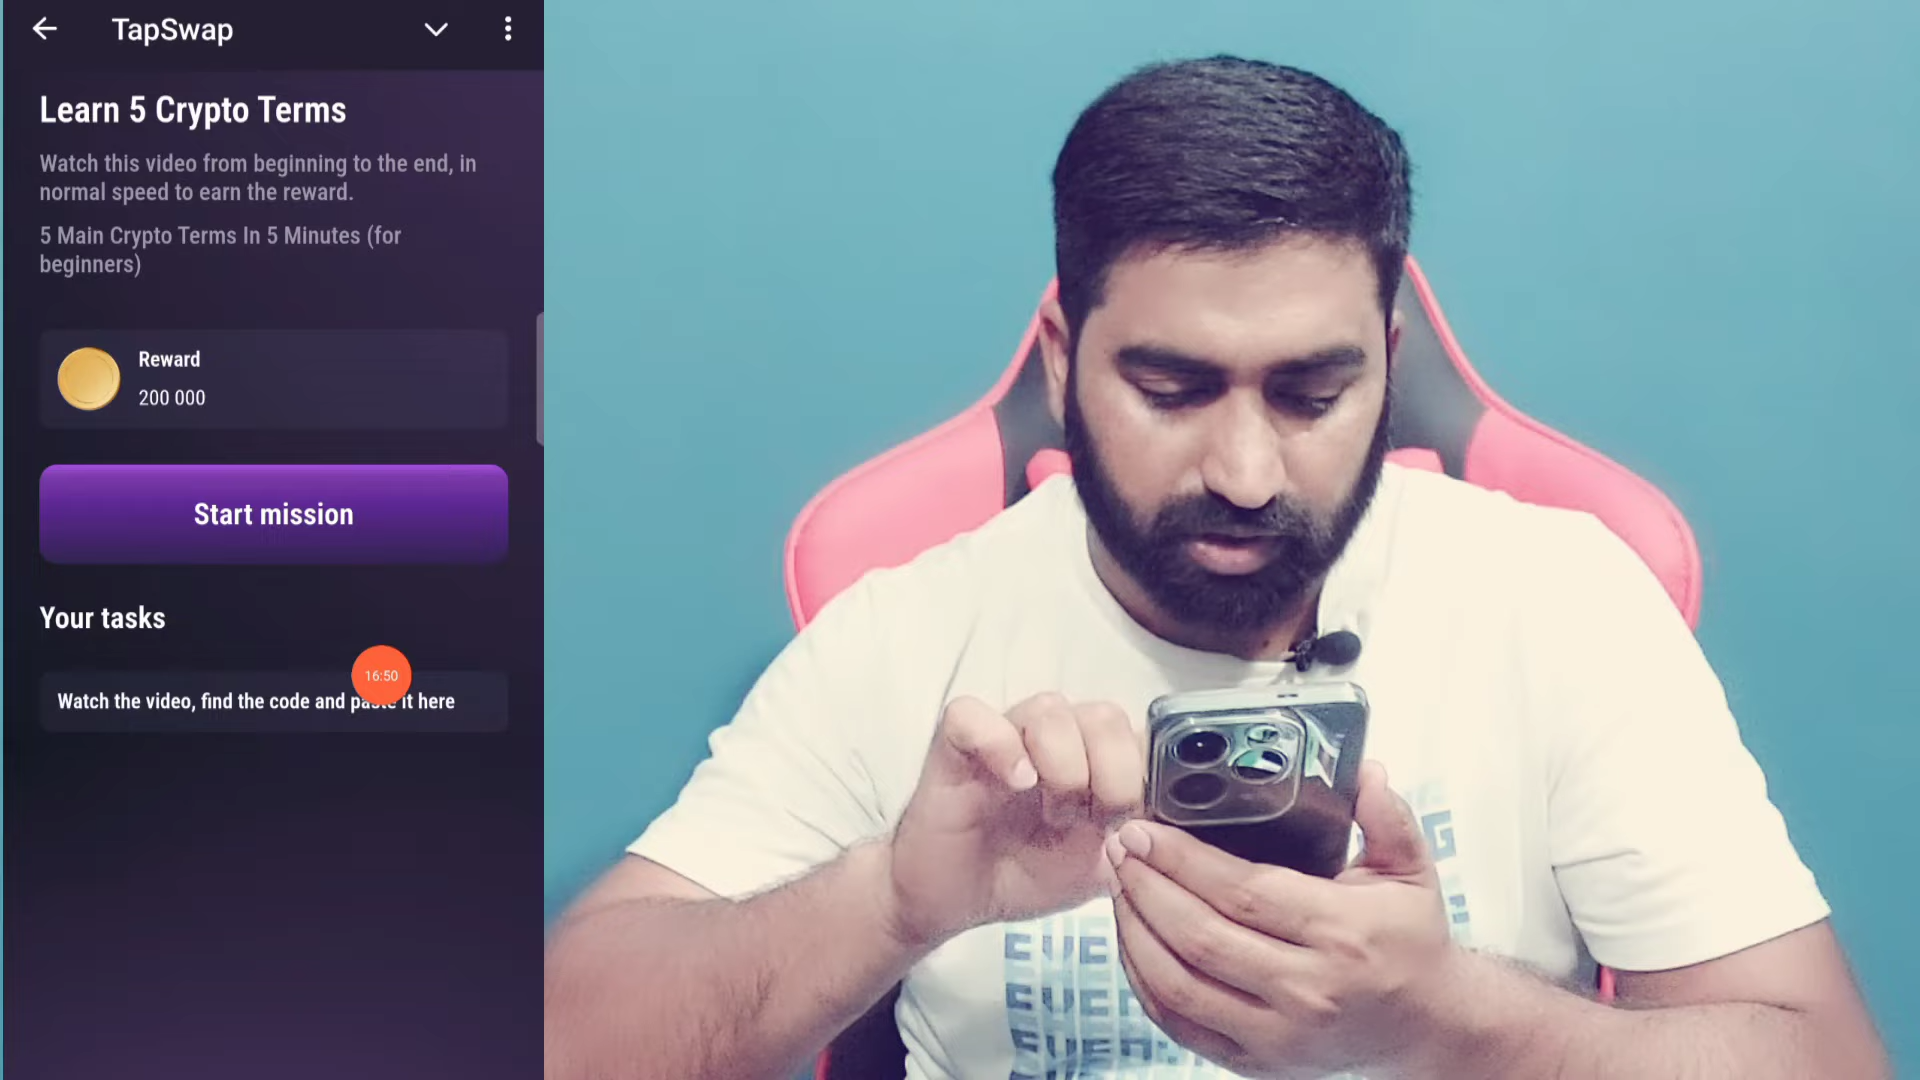 TapSwap
Learn 5 Crypto Terms
Watch this video from beginning to the end, in
normal speed to earn the reward.
5 Main Crypto Terms In 5 Minutes (for
beginners)
Reward
200 000
Start mission
Your tasks
16:50
Watch the video, find the code and paste it here